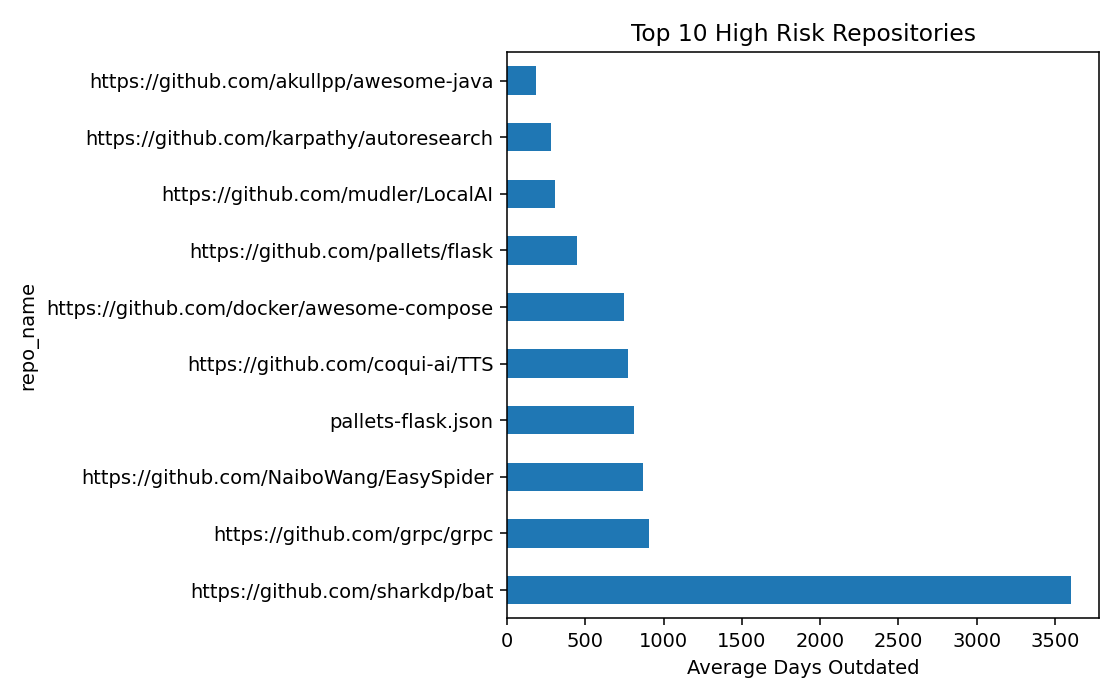 Top 10 High Risk Repositories
repo_name
https://github.com/akullpp/awesome-java
https://github.com/karpathy/autoresearch
https://github.com/mudler/LocalAI
https://github.com/pallets/flask
https://github.com/docker/awesome-compose
https://github.com/coqui-ai/TTS
pallets-flask.json
https://github.com/NaiboWang/EasySpider
https://github.com/grpc/grpc
https://github.com/sharkdp/bat
0 500 1000 1500 2000 2500 3000 3500
Average Days Outdated